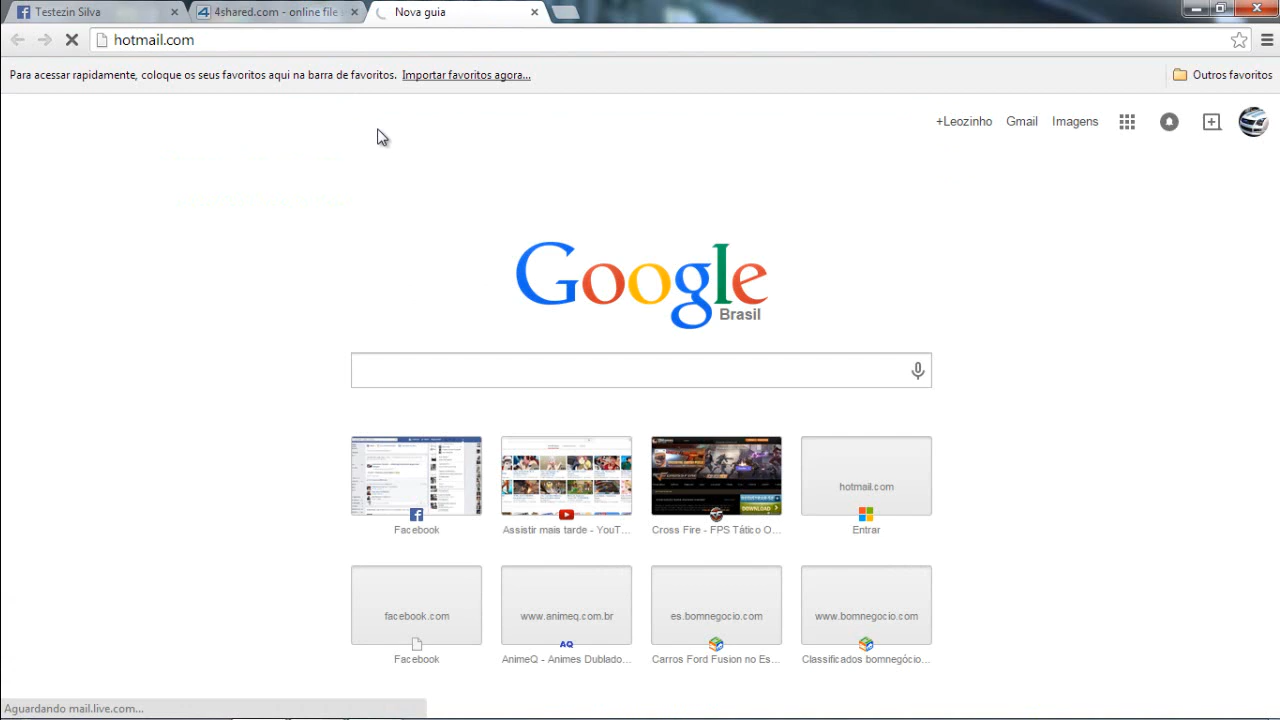 Testezin Silva
4shared.com - online file s
Nova guia
hotmail.com
Para acessar rapidamente, coloque os seus favoritos aqui na barra de favoritos. Importar favoritos agora...
Outros favoritos
+Leozinho Gmail Imagens
Google
Brasil
hotmail.com
Facebook
Assistir mais tarde - YouT...
Cross Fire - FPS Tático O...
Entrar
facebook.com
www.animeq.com.br
es.bomnegocio.com
www.bomnegocio.com
AQ
Facebook
AnimeQ - Animes Dublado...
Carros Ford Fusion no Es...
Classificados bomnegócio...
Aguardando mail.live.com...